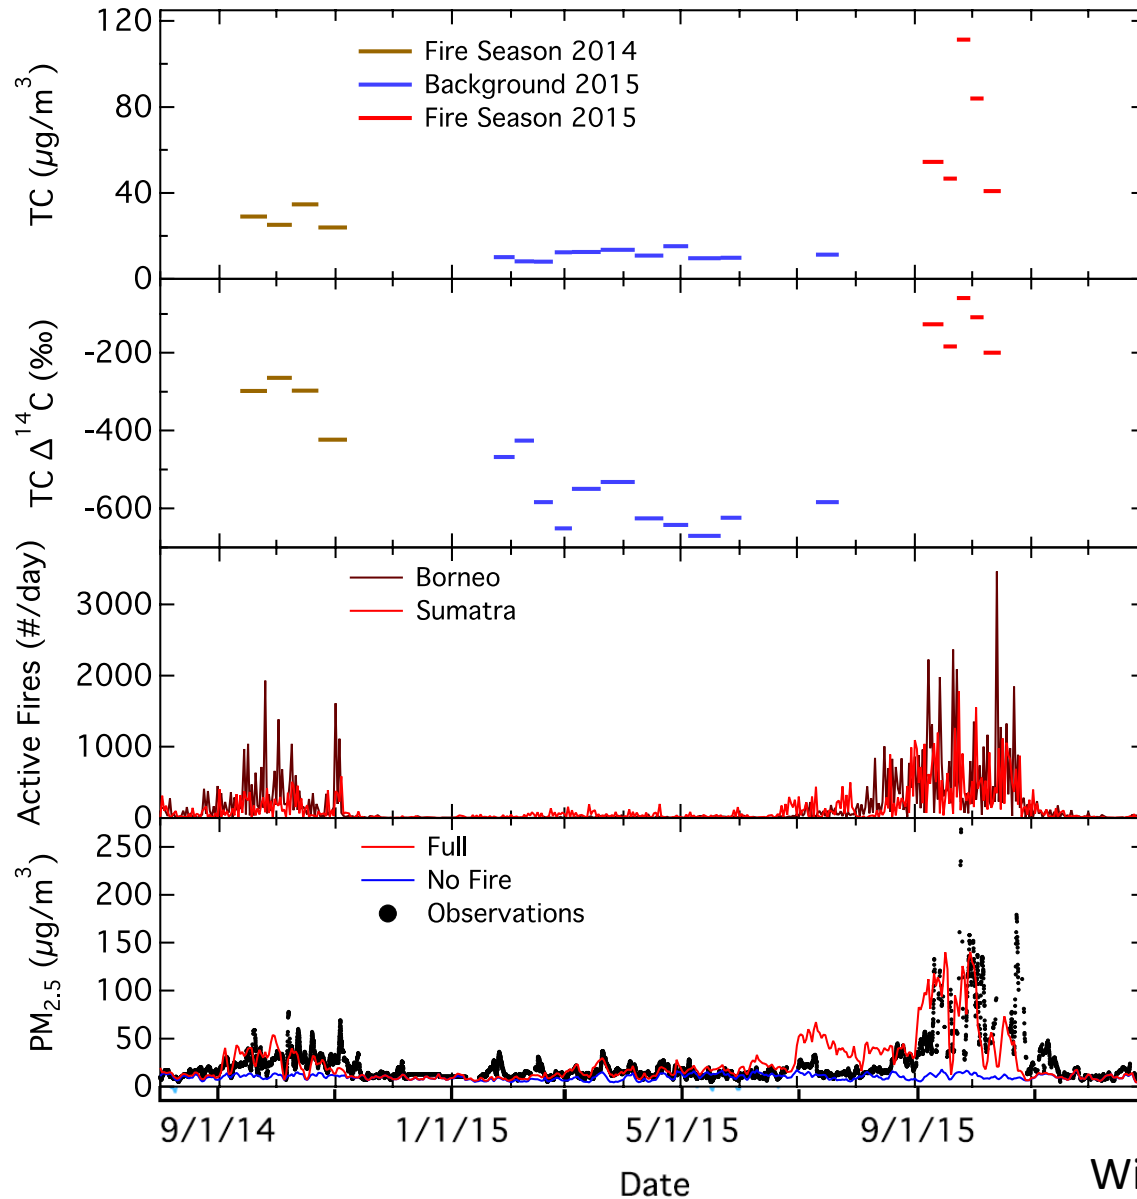 120
80
40
0
TC (µg/m³)
Fire Season 2014
Background 2015
Fire Season 2015
-200
-400
-600
TC Δ¹⁴C (‰)
3000
2000
1000
0
Active Fires (#/day)
Borneo
Sumatra
250
200
150
100
50
0
PM₂.₅ (µg/m³)
Full
No Fire
Observations
9/1/14 1/1/15 5/1/15 9/1/15
Date
Wi